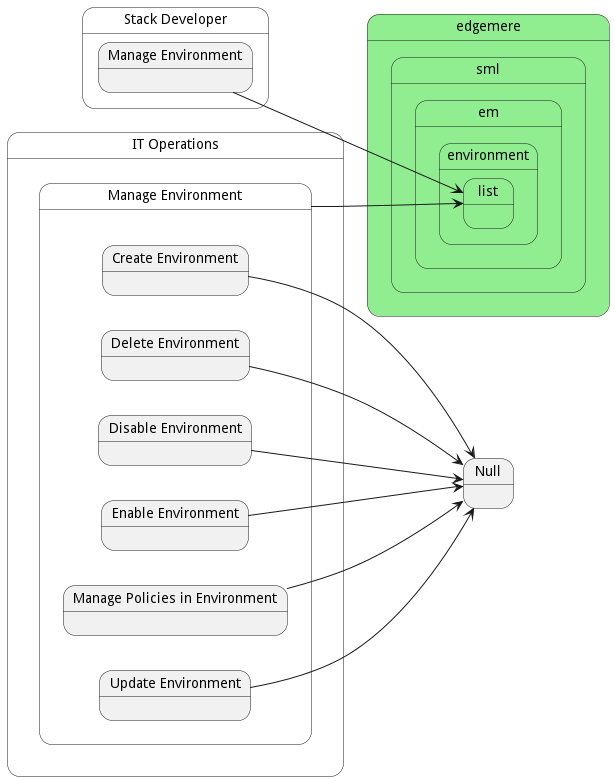 Stack Developer
Manage Environment
edgemere
sml
em
environment
list
IT Operations
Manage Environment
Create Environment
Delete Environment
Disable Environment
Enable Environment
Manage Policies in Environment
Update Environment
Null